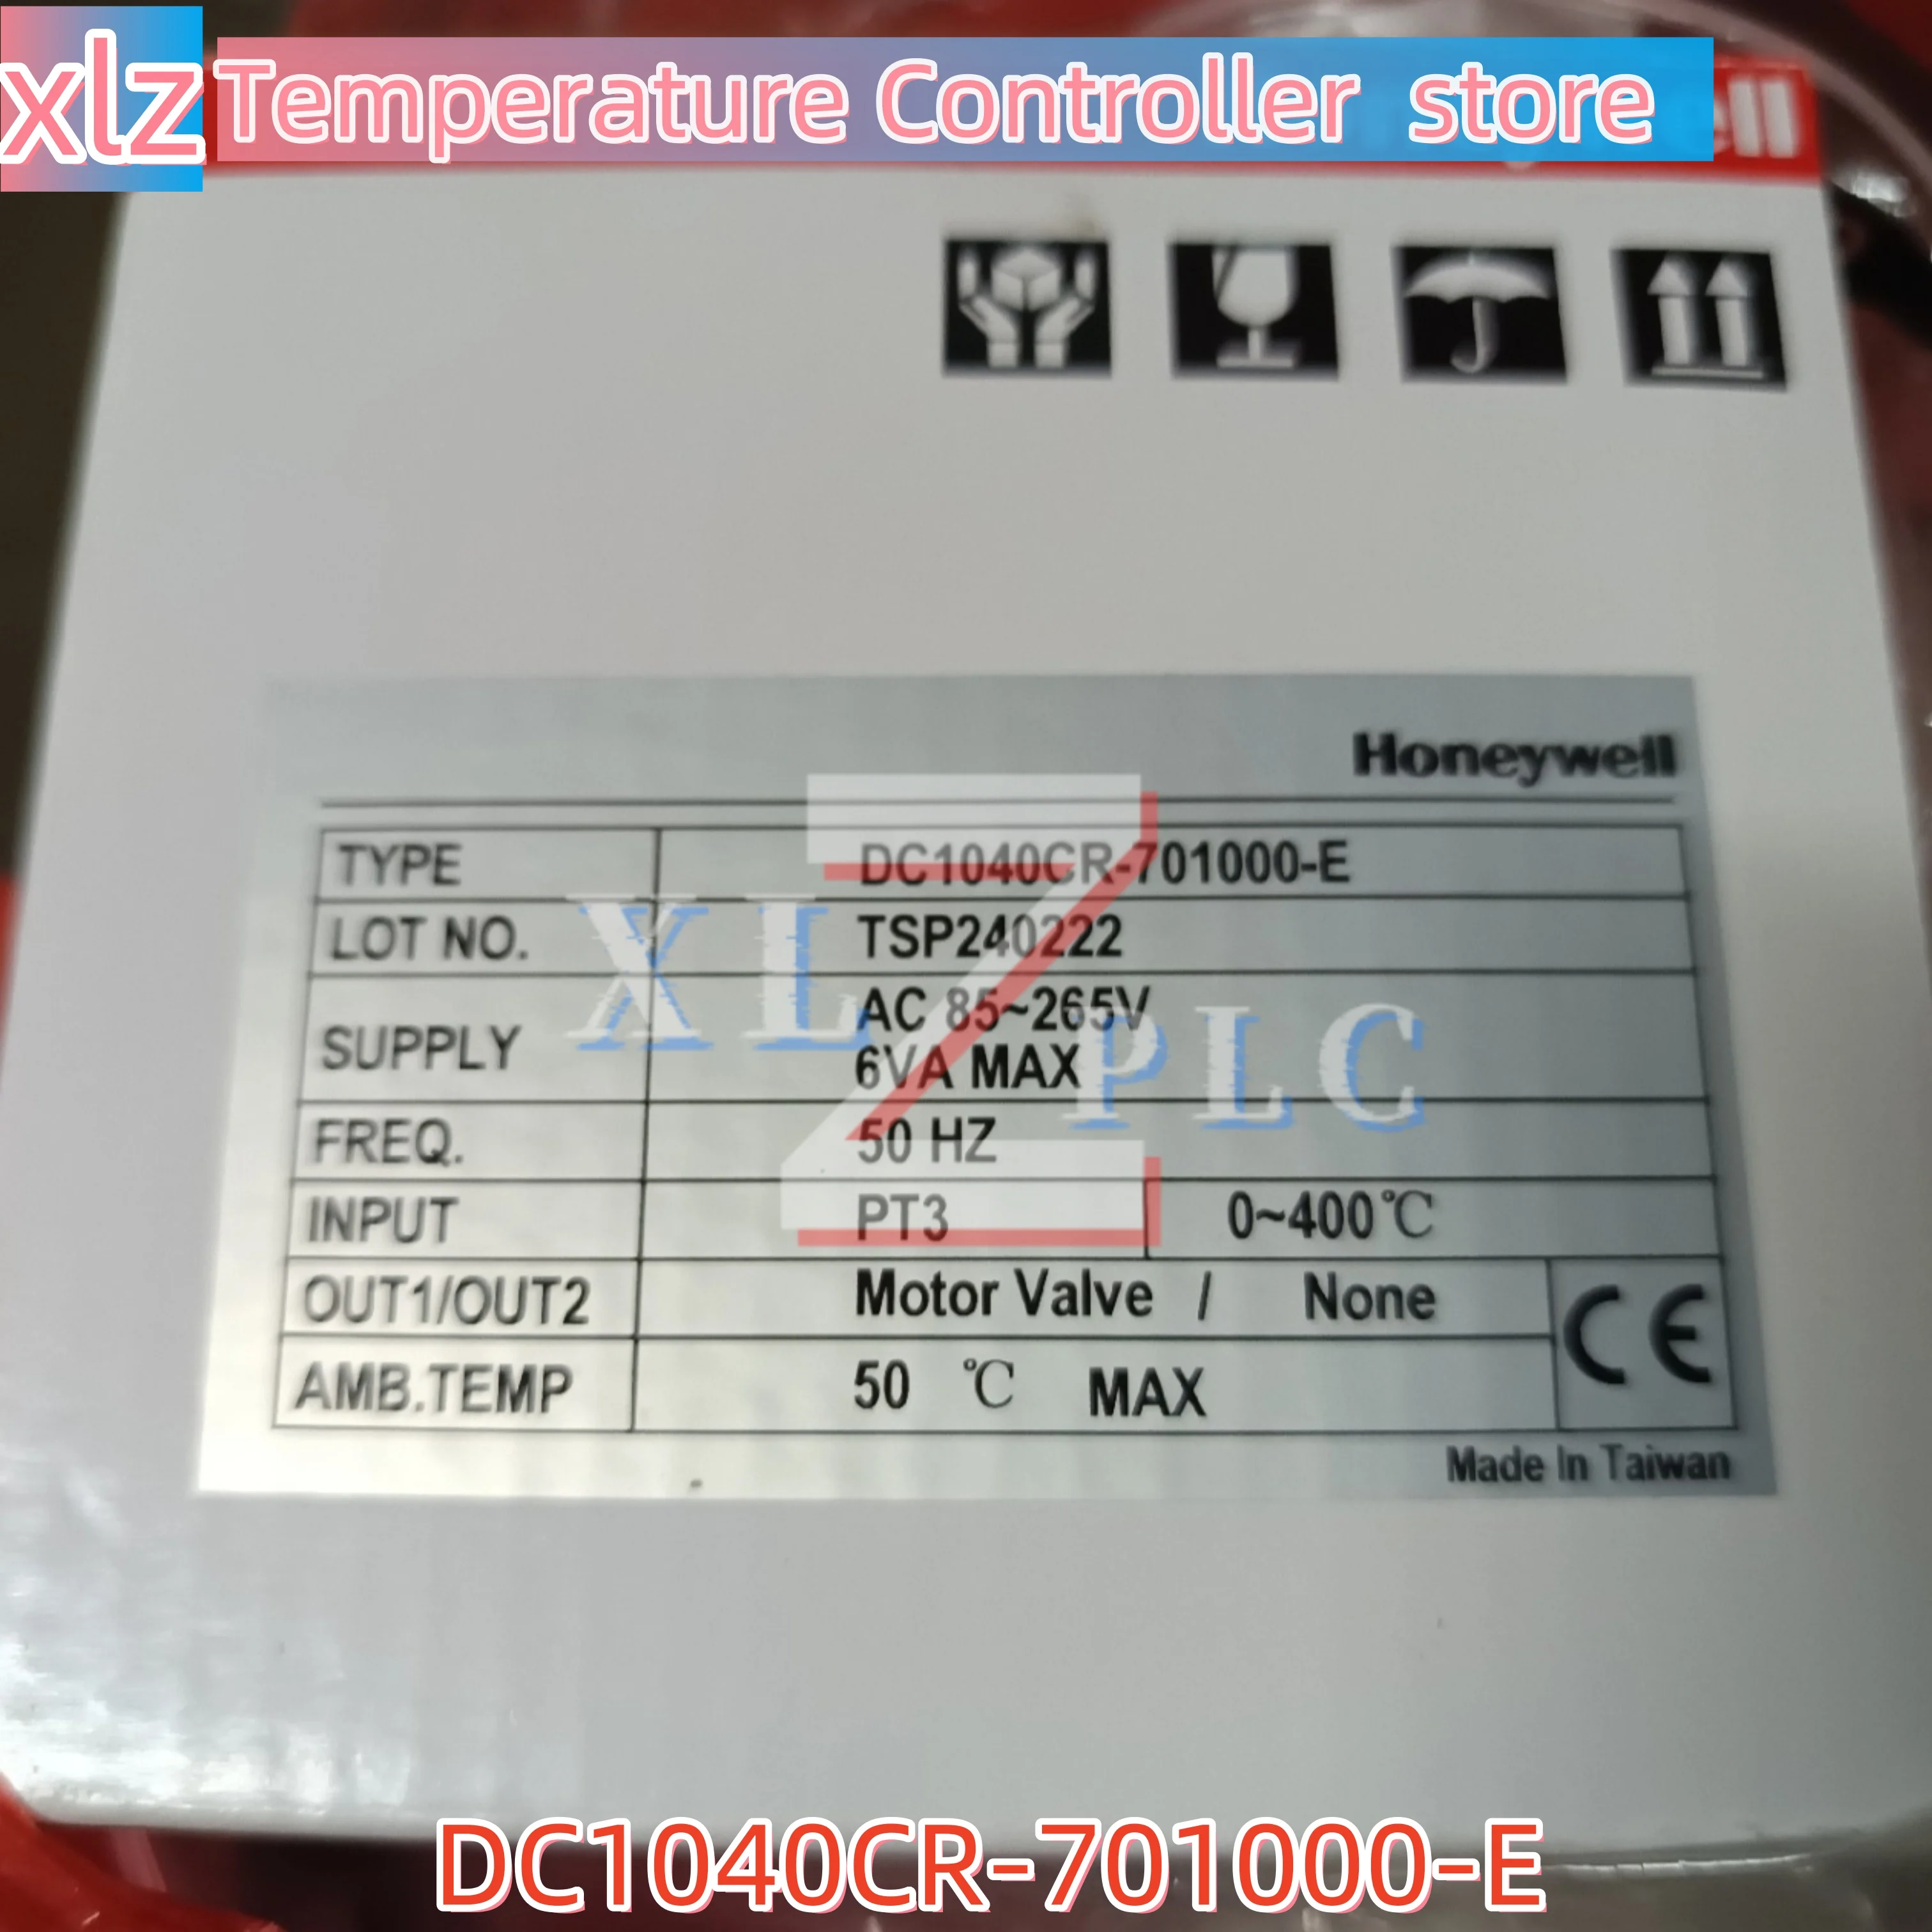 xlz Temperature Controller store
ell
Honeywell
TYPE DC1040CR-701000-E
LOT NO. TSP240222
SUPPLY AC 85~265V
6VA MAX
FREQ. 50 HZ
INPUT PT3 0~400℃
OUT1/OUT2 Motor Valve / None
AMB.TEMP 50 ℃ MAX
CE
Made In Taiwan
XLZ PLC
DC1040CR-701000-E